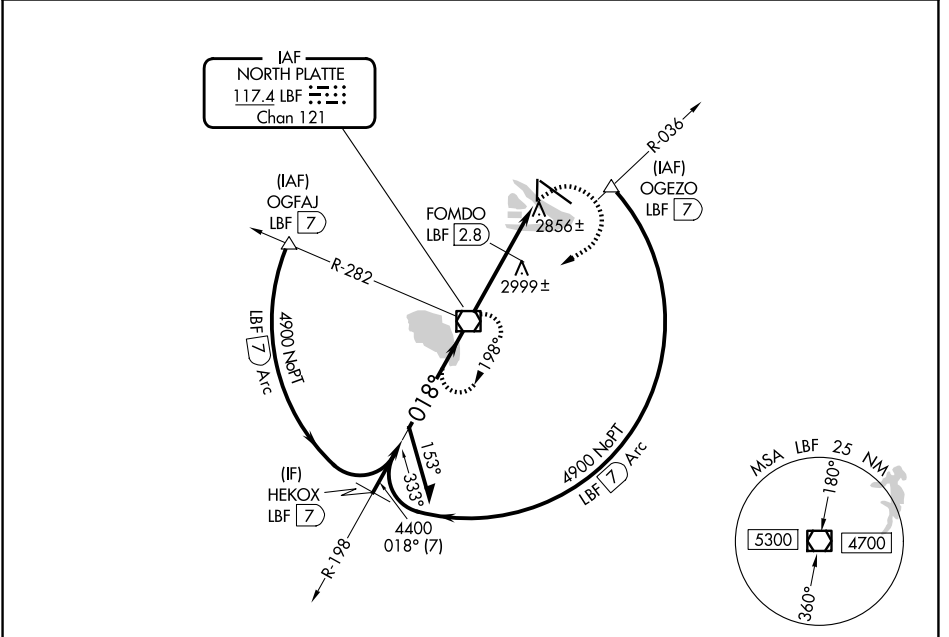 IAF
NORTH PLATTE
117.4 LBF
Chan 121
R-036
(IAF)
OGEZO
LBF 7
(IAF)
OGFAJ
LBF 7
FOMDO
LBF 2.8
2856±
2999±
R-282
4900 NoPT
LBF 7 Arc
198°
018°
153°
333°
4900 NoPT
LBF 7 Arc
(IF)
HEKOX
LBF 7
4400
018° (7)
R-198
MSA LBF 25 NM
180°
5300
4700
360°